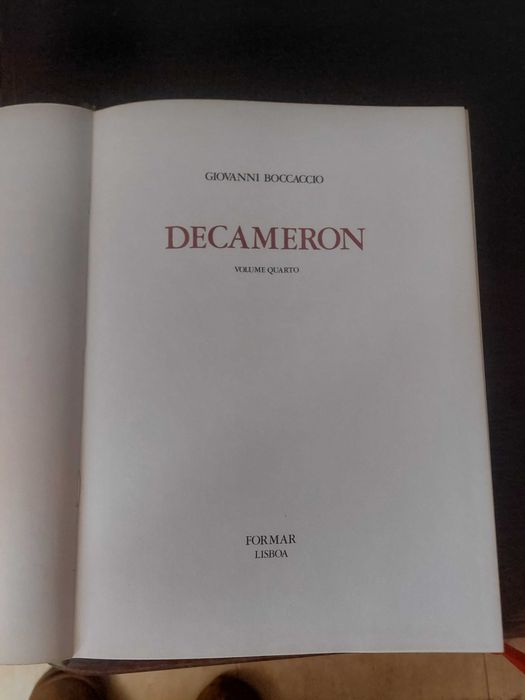 GIOVANNI BOCCACCIO
DECAMERON
VOLUME QUARTO
FORMAR
LISBOA